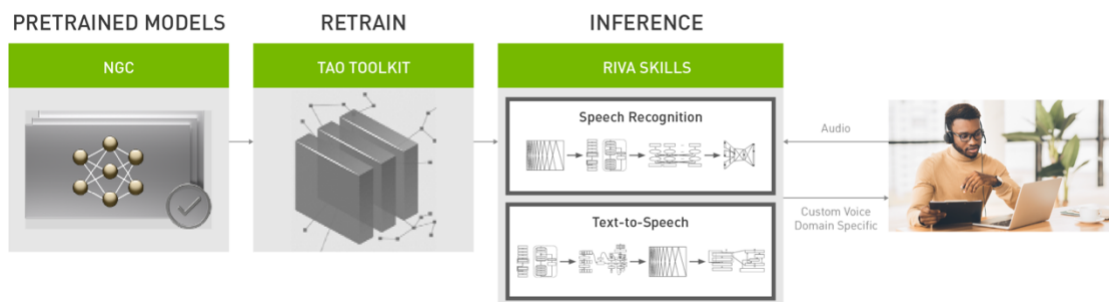 PRETRAINED MODELS
NGC
RETRAIN
TAO TOOLKIT
INFERENCE
RIVA SKILLS
Speech Recognition
Text-to-Speech
Audio
Custom Voice
Domain Specific